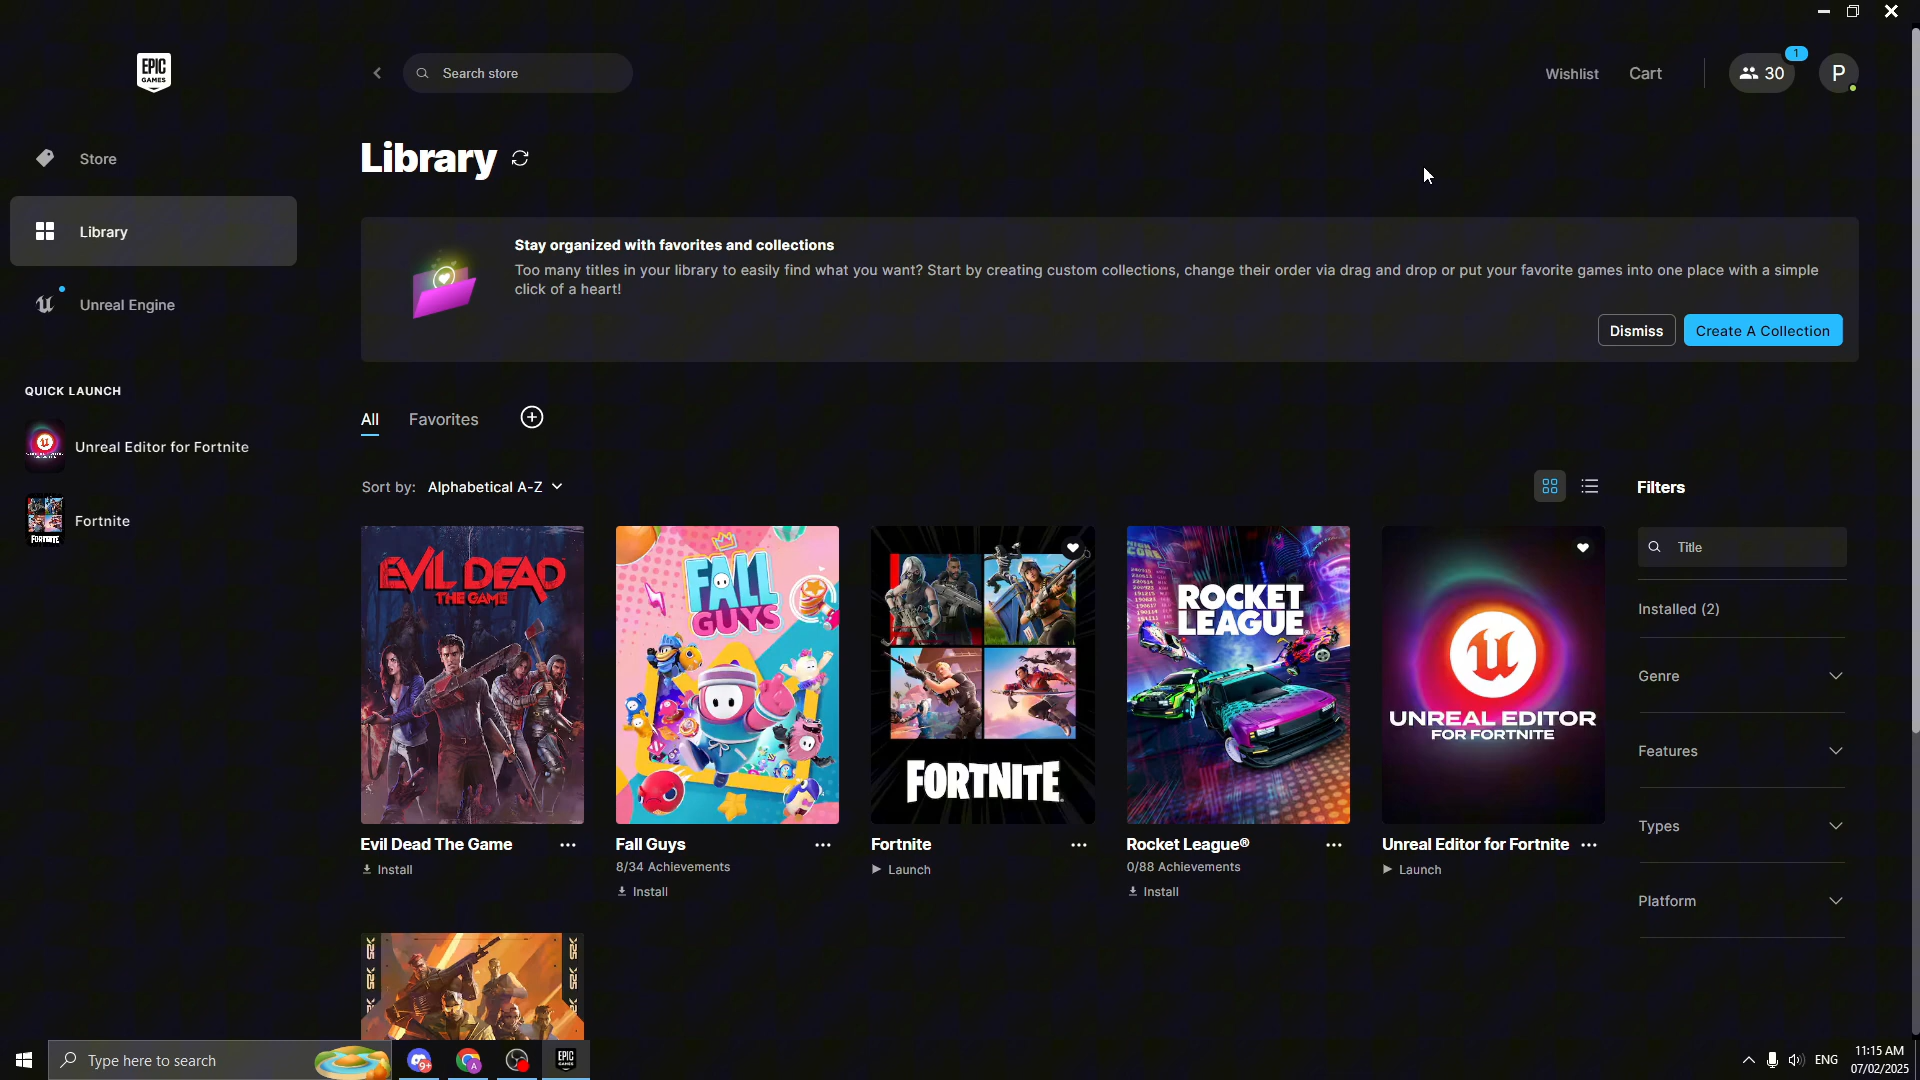 EPIC
GAMES
Search store
Wishlist
Cart
30
1
P
Store
Library
Library
Stay organized with favorites and collections
Too many titles in your library to easily find what you want? Start by creating custom collections, change their order via drag and drop or put your favorite games into one place with a simple
click of a heart!
Dismiss
Create A Collection
Unreal Engine
QUICK LAUNCH
Unreal Editor for Fortnite
FORTNITE
Fortnite
All
Favorites
Sort by: Alphabetical A-Z
Filters
Title
Installed (2)
Genre
Features
Types
Platform
EVIL DEAD
THE GAME
FALL
GUYS
FORTNITE
ROCKET
LEAGUE
UNREAL EDITOR
FOR FORTNITE
Evil Dead The Game
Install
Fall Guys
8/34 Achievements
Install
Fortnite
Launch
Rocket League®
0/88 Achievements
Install
Unreal Editor for Fortnite
Launch
Type here to search
9+
A
EPIC
GAMES
ENG
11:15 AM
07/02/2025